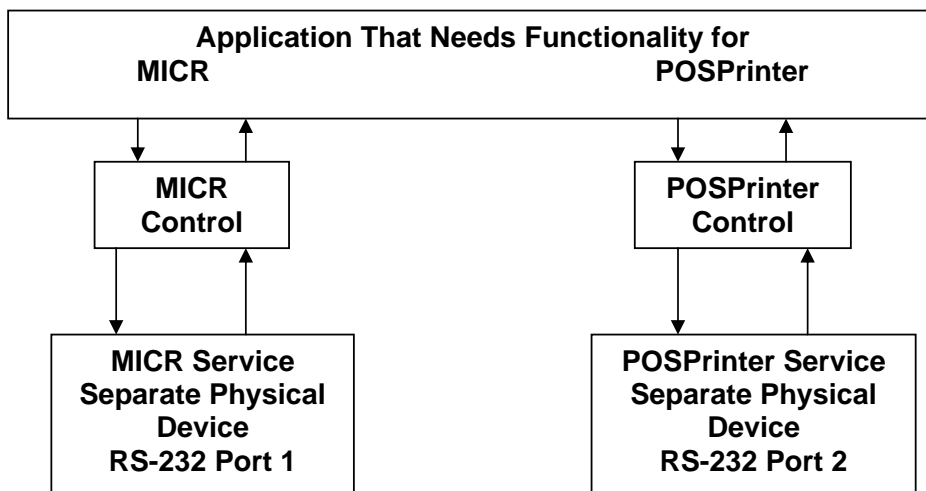 Application That Needs Functionality for
MICR POSPrinter
MICR
Control
POSPrinter
Control
MICR Service
Separate Physical
Device
RS-232 Port 1
POSPrinter Service
Separate Physical
Device
RS-232 Port 2